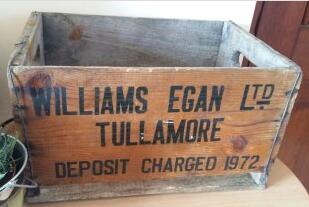 WILLIAMS EGAN LTD
TULLAMORE
DEPOSIT CHARGED 1972